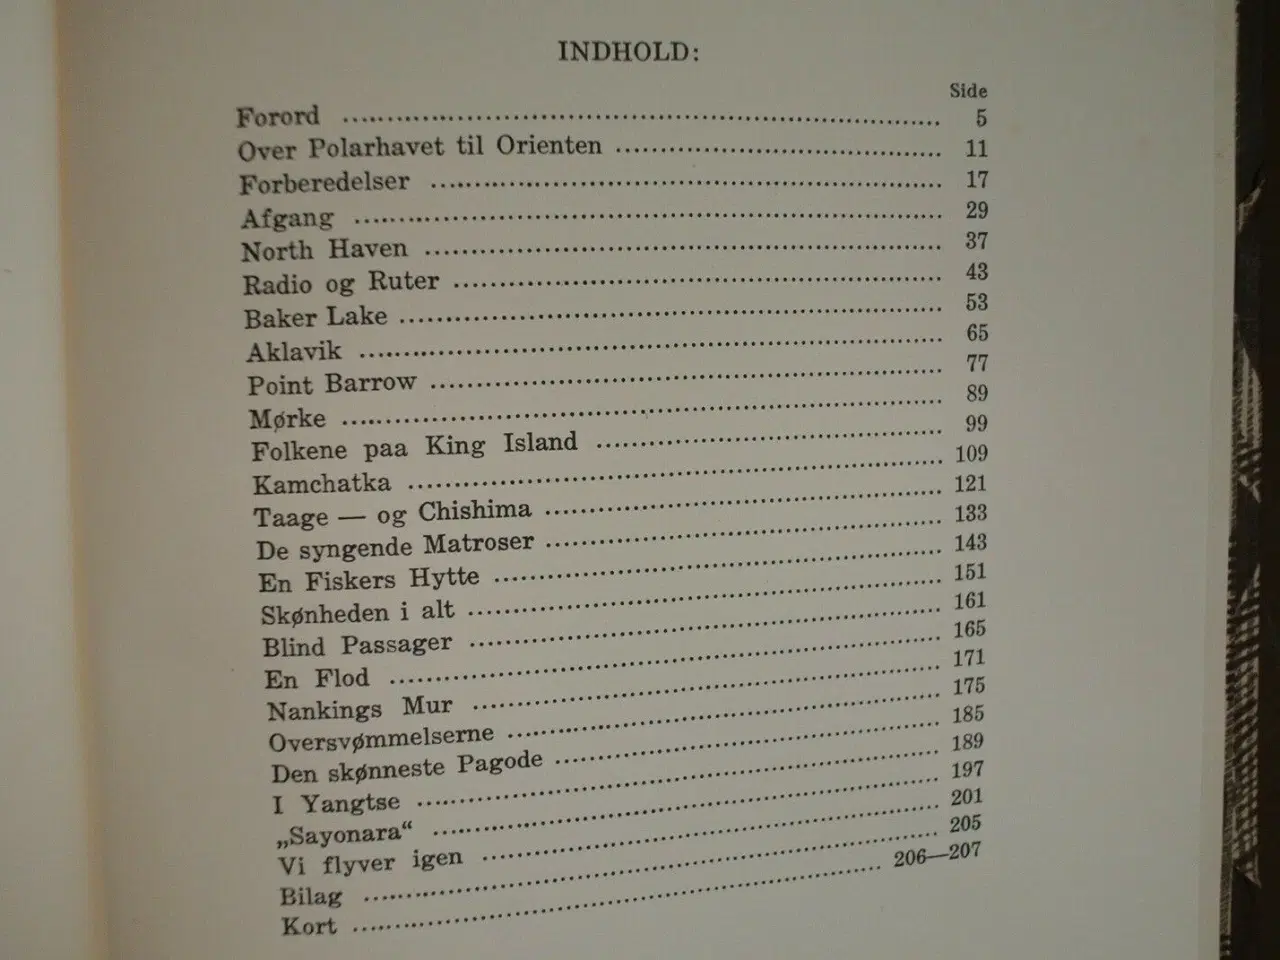 INDHOLD:
Side
Forord 5
Over Polarhavet til Orienten 11
Forberedelser 17
Afgang 29
North Haven 37
Radio og Ruter 43
Baker Lake 53
Aklavik 65
Point Barrow 77
Mørke 89
Folkene paa King Island 99
Kamchatka 109
Taage — og Chishima 121
De syngende Matroser 133
En Fiskers Hytte 143
Skønheden i alt 151
Blind Passager 161
En Flod 165
Nankings Mur 171
Oversvømmelserne 175
Den skønneste Pagode 185
I Yangtse 189
„Sayonara“ 197
Vi flyver igen 201
Bilag 205
Kort 206—207